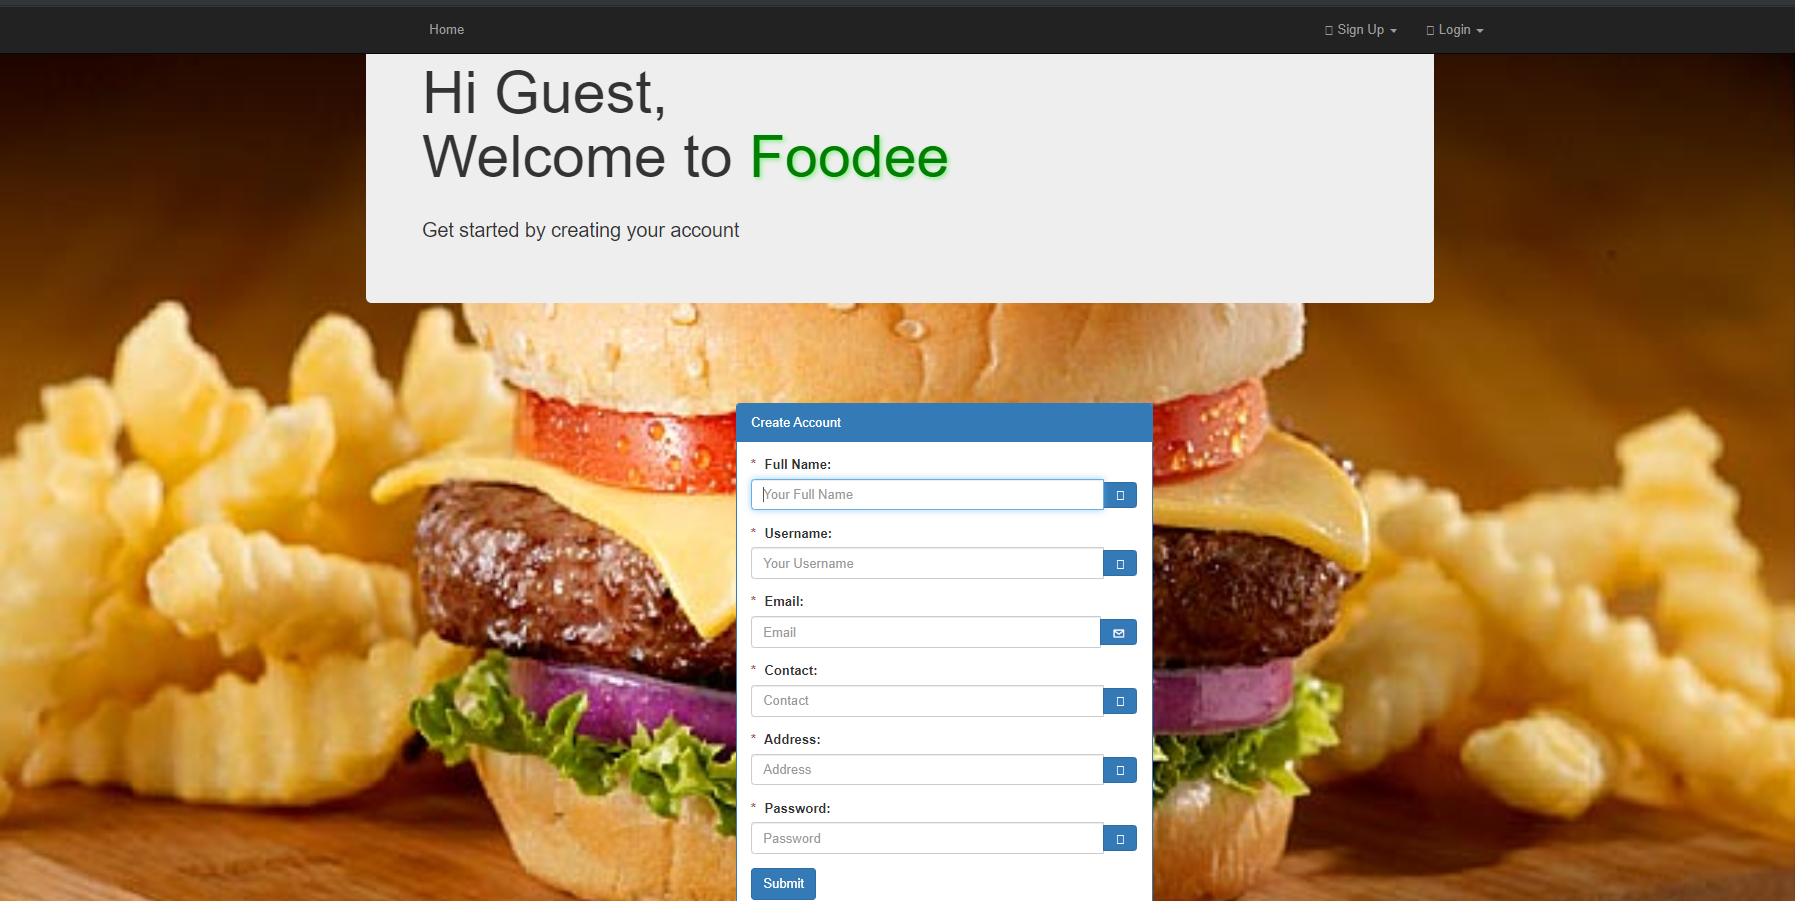 Home
Sign Up
Login
Hi Guest,
Welcome to Foodee
Get started by creating your account
Create Account
* Full Name:
Your Full Name
* Username:
Your Username
* Email:
Email
* Contact:
Contact
* Address:
Address
* Password:
Password
Submit